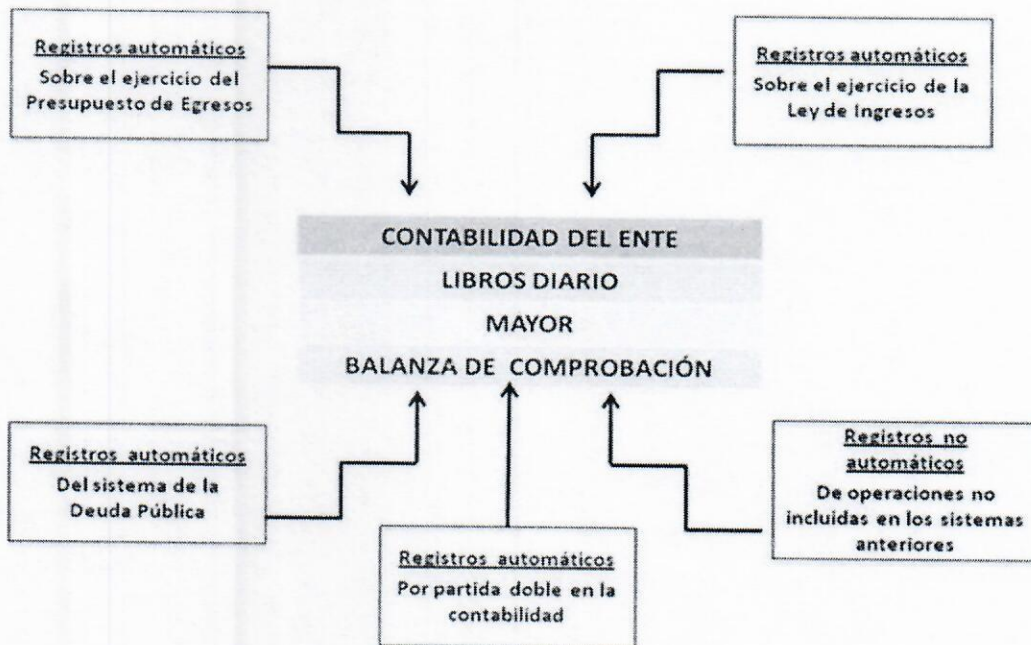 Registros automáticos
Sobre el ejercicio del
Presupuesto de Egresos
Registros automáticos
Sobre el ejercicio de la
Ley de Ingresos
CONTABILIDAD DEL ENTE
LIBROS DIARIO
MAYOR
BALANZA DE COMPROBACIÓN
Registros automáticos
Del sistema de la
Deuda Pública
Registros automáticos
Por partida doble en la
contabilidad
Registros no
automáticos
De operaciones no
incluidas en los sistemas
anteriores